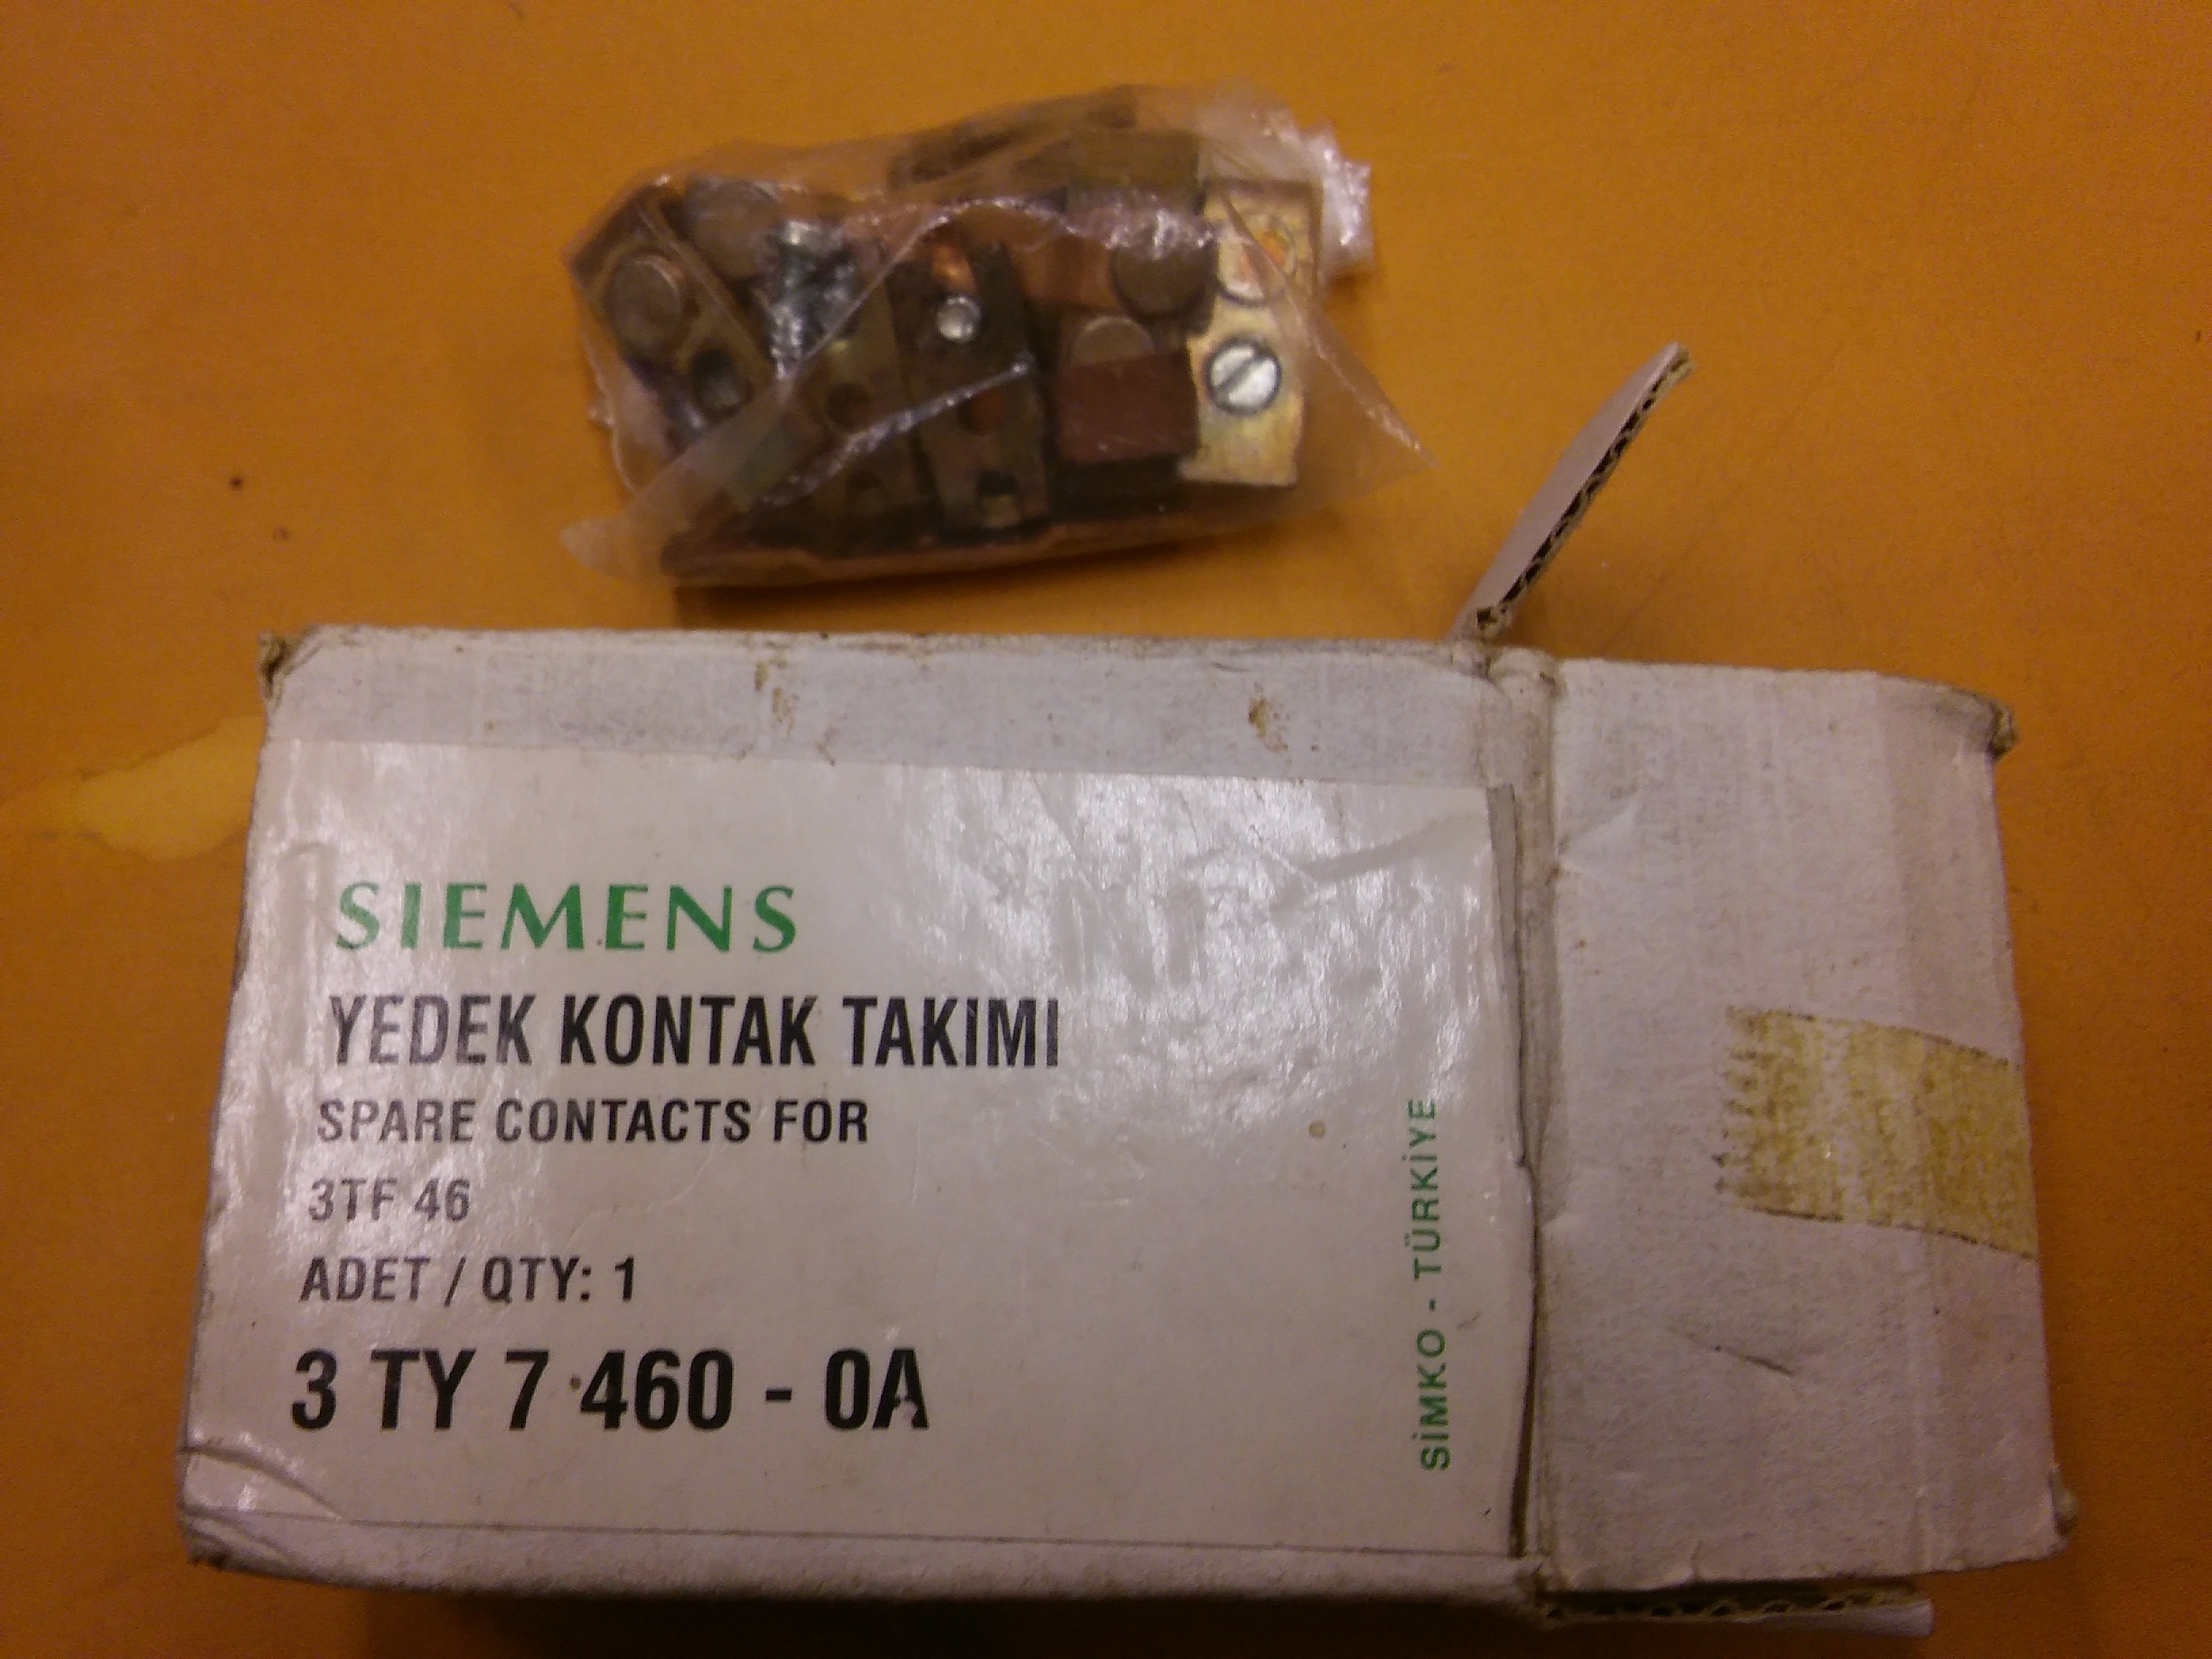 SIEMENS
YEDEK KONTAK TAKIMI
SPARE CONTACTS FOR
3TF 46
ADET / QTY: 1
3 TY 7 460 - 0A
SİMKO - TÜRKİYE